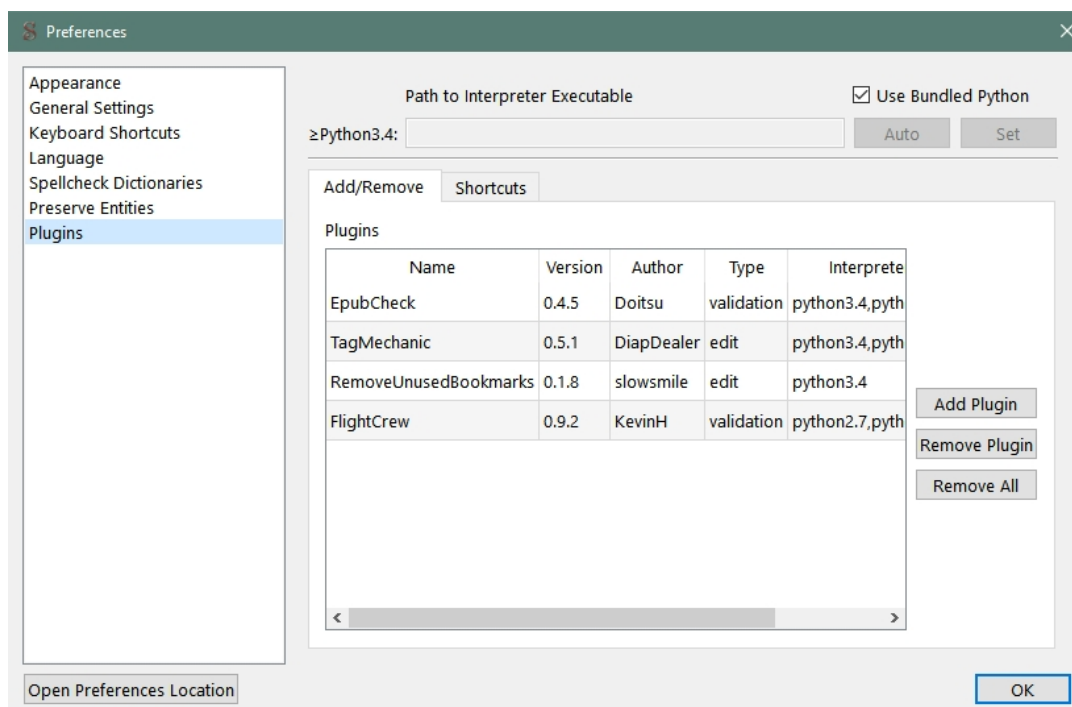 Preferences
Appearance
General Settings
Keyboard Shortcuts
Language
Spellcheck Dictionaries
Preserve Entities
Plugins
Path to Interpreter Executable
Use Bundled Python
≥Python3.4:
Auto
Set
Add/Remove
Shortcuts
Plugins
Name Version Author Type Interprete
EpubCheck 0.4.5 Doitsu validation python3.4,pyth
TagMechanic 0.5.1 DiapDealer edit python3.4,pyth
RemoveUnusedBookmarks 0.1.8 slowsmile edit python3.4
FlightCrew 0.9.2 KevinH validation python2.7,pyth
Add Plugin
Remove Plugin
Remove All
Open Preferences Location
OK